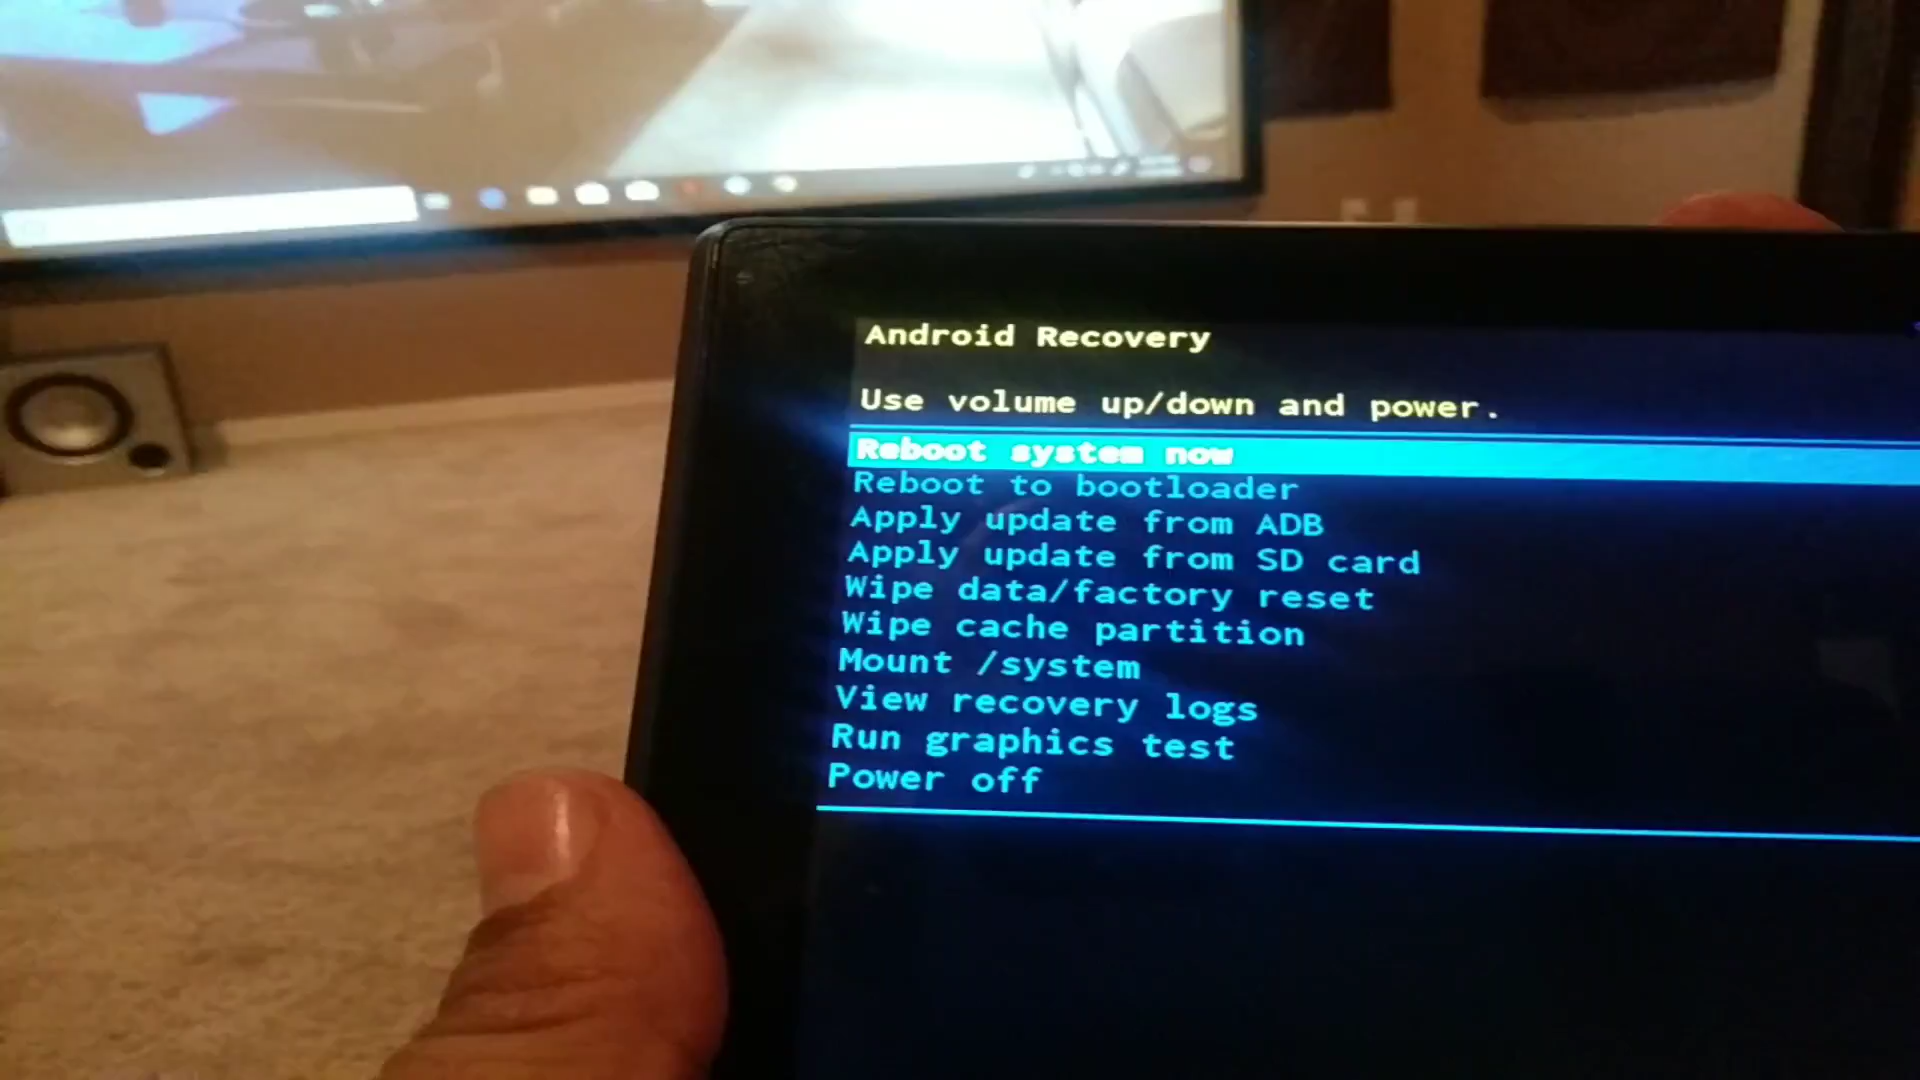 Android Recovery
Use volume up/down and power.
Reboot system now
Reboot to bootloader
Apply update from ADB
Apply update from SD card
Wipe data/factory reset
Wipe cache partition
Mount /system
View recovery logs
Run graphics test
Power off